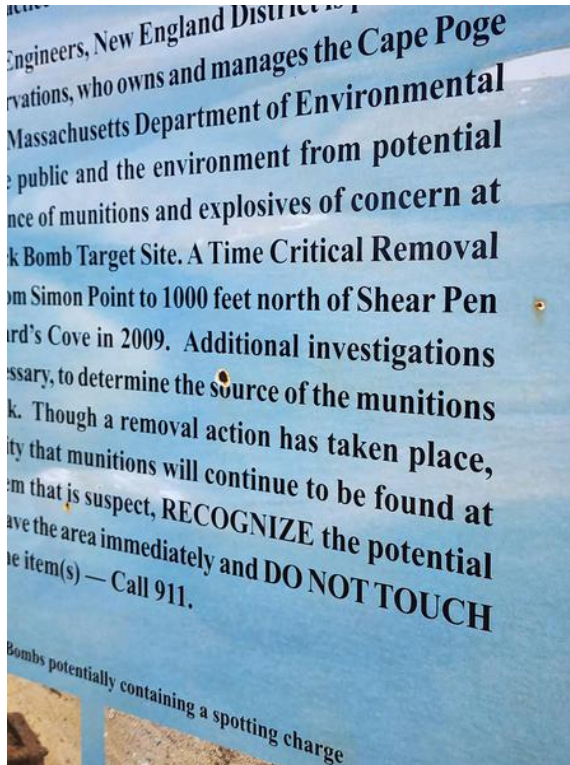 Engineers, New England District is
rvations, who owns and manages the Cape Poge
Massachusetts Department of Environmental
e public and the environment from potential
nce of munitions and explosives of concern at
k Bomb Target Site. A Time Critical Removal
om Simon Point to 1000 feet north of Shear Pen
ard's Cove in 2009. Additional investigations
ssary, to determine the source of the munitions
k. Though a removal action has taken place,
ity that munitions will continue to be found at
em that is suspect, RECOGNIZE the potential
ave the area immediately and DO NOT TOUCH
he item(s) — Call 911.
Bombs potentially containing a spotting charge